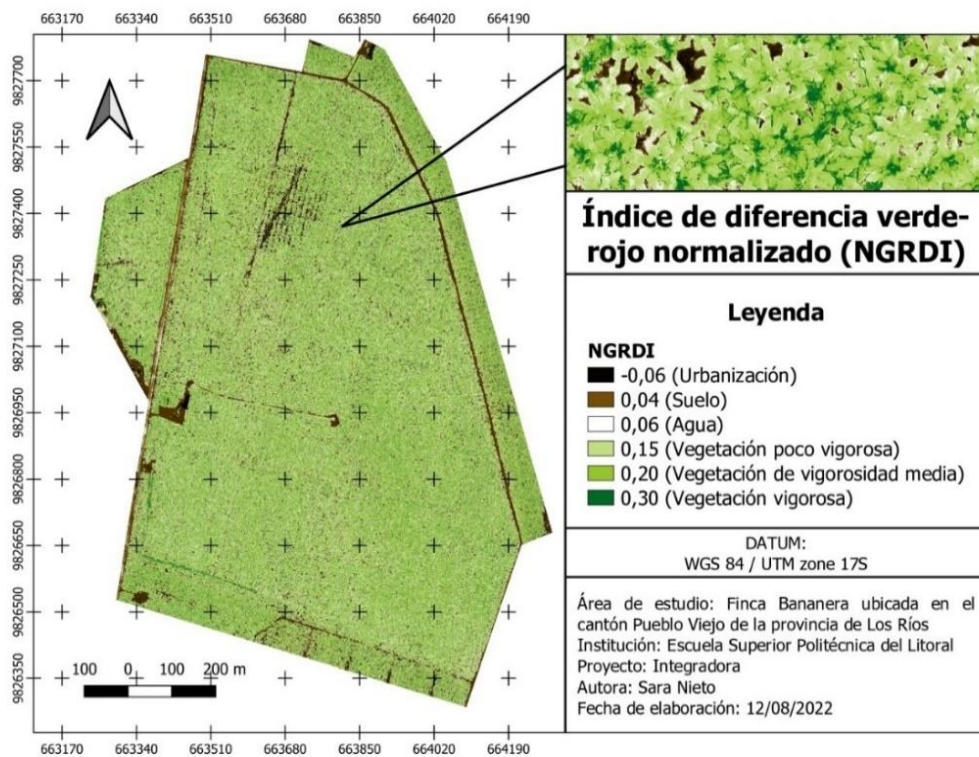 663170 663340 663510 663680 663850 664020 664190
9827700
9827550
9827400
9827250
9827100
9826950
9826800
9826650
9826500
9826350
100 0 100 200 m
663170 663340 663510 663680 663850 664020 664190
Índice de diferencia verde-
rojo normalizado (NGRDI)
Leyenda
NGRDI
-0,06 (Urbanización)
0,04 (Suelo)
0,06 (Agua)
0,15 (Vegetación poco vigorosa)
0,20 (Vegetación de vigorosidad media)
0,30 (Vegetación vigorosa)
DATUM:
WGS 84 / UTM zone 17S
Área de estudio: Finca Bananera ubicada en el
cantón Pueblo Viejo de la provincia de Los Ríos
Institución: Escuela Superior Politécnica del Litoral
Proyecto: Integradora
Autora: Sara Nieto
Fecha de elaboración: 12/08/2022